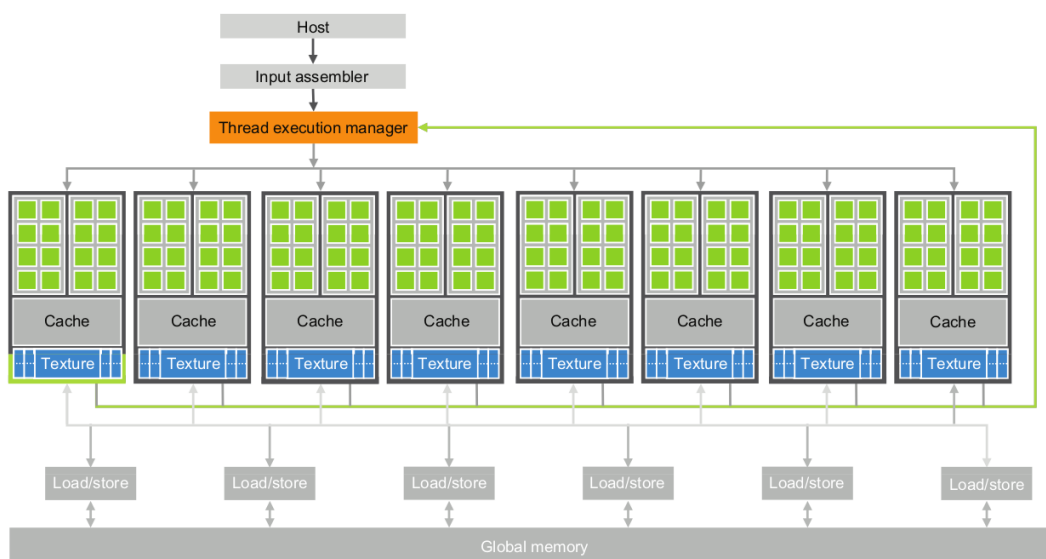 Host
Input assembler
Thread execution manager
Cache Cache Cache Cache Cache Cache Cache Cache
Texture Texture Texture Texture Texture Texture Texture Texture
Load/store Load/store Load/store Load/store Load/store Load/store
Global memory